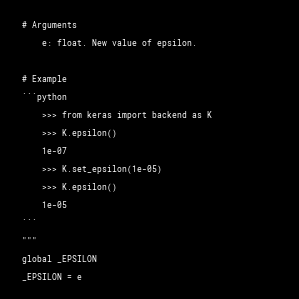 # Arguments
    e: float. New value of epsilon.

# Example
```python
    >>> from keras import backend as K
    >>> K.epsilon()
    1e-07
    >>> K.set_epsilon(1e-05)
    >>> K.epsilon()
    1e-05
```
"""
global _EPSILON
_EPSILON = e